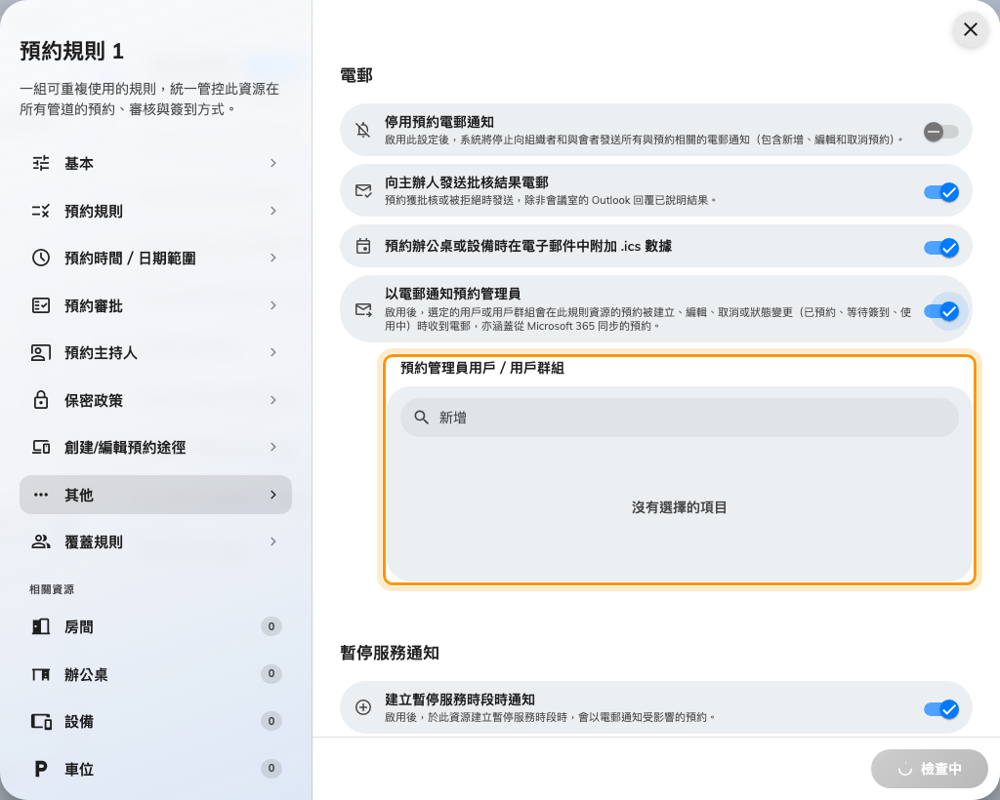 預約規則 1
一組可重複使用的規則，統一管控此資源在
所有管道的預約、審核與簽到方式。
基本
預約規則
預約時間 / 日期範圍
預約審批
預約主持人
保密政策
創建/編輯預約途徑
其他
覆蓋規則
相關資源
房間 0
辦公桌 0
設備 0
車位 0
電郵
停用預約電郵通知
啟用此設定後，系統將停止向組織者和與會者發送所有與預約相關的電郵通知（包含新增、編輯和取消預約）。
向主辦人發送批核結果電郵
預約獲批核或被拒絕時發送，除非會議室的 Outlook 回覆已說明結果。
預約辦公桌或設備時在電子郵件中附加 .ics 數據
以電郵通知預約管理員
啟用後，選定的用戶或用戶群組會在此規則資源的預約被建立、編輯、取消或狀態變更（已預約、等待簽到、使
用中）時收到電郵，亦涵蓋從 Microsoft 365 同步的預約。
預約管理員用戶 / 用戶群組
新增
沒有選擇的項目
暫停服務通知
建立暫停服務時段時通知
啟用後，於此資源建立暫停服務時段時，會以電郵通知受影響的預約。
檢查中